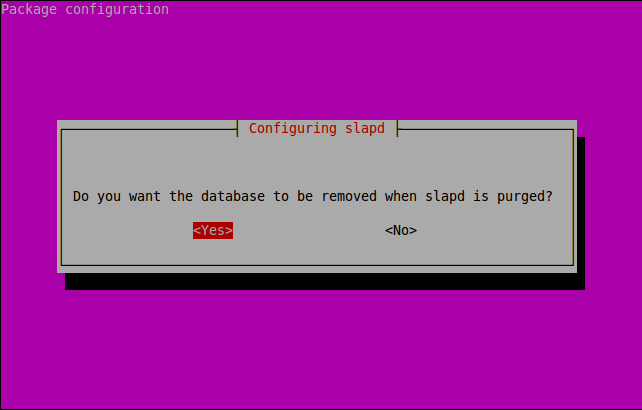 Package configuration
Configuring slapd
Do you want the database to be removed when slapd is purged?
<Yes> <No>